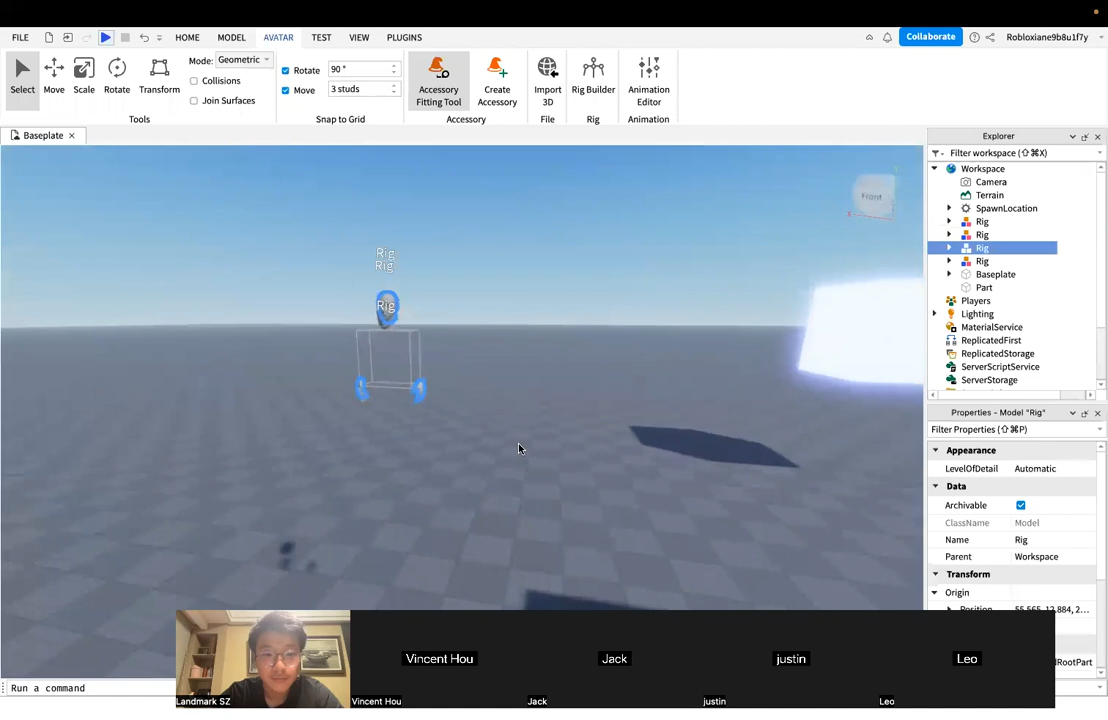 FILE HOME MODEL AVATAR TEST VIEW PLUGINS Collaborate Robloxiane9b8u1f7y
Select Move Scale Rotate Transform
Mode: Geometric
Collisions
Join Surfaces
Tools
Rotate 90 °
Move 3 studs
Snap to Grid
Accessory Fitting Tool
Create Accessory
Accessory
Import 3D
File
Rig Builder
Rig
Animation Editor
Animation
Baseplate
Front
Rig
Rig
Rig
Explorer
Filter workspace (⇧⌘X)
Workspace
Camera
Terrain
SpawnLocation
Rig
Rig
Rig
Rig
Baseplate
Part
Players
Lighting
MaterialService
ReplicatedFirst
ReplicatedStorage
ServerScriptService
ServerStorage
Properties - Model "Rig"
Filter Properties (⇧⌘P)
Appearance
LevelOfDetail Automatic
Data
Archivable
ClassName Model
Name Rig
Parent Workspace
Transform
Origin
Vincent Hou Jack justin Leo
Landmark SZ Vincent Hou Jack justin Leo
Run a command